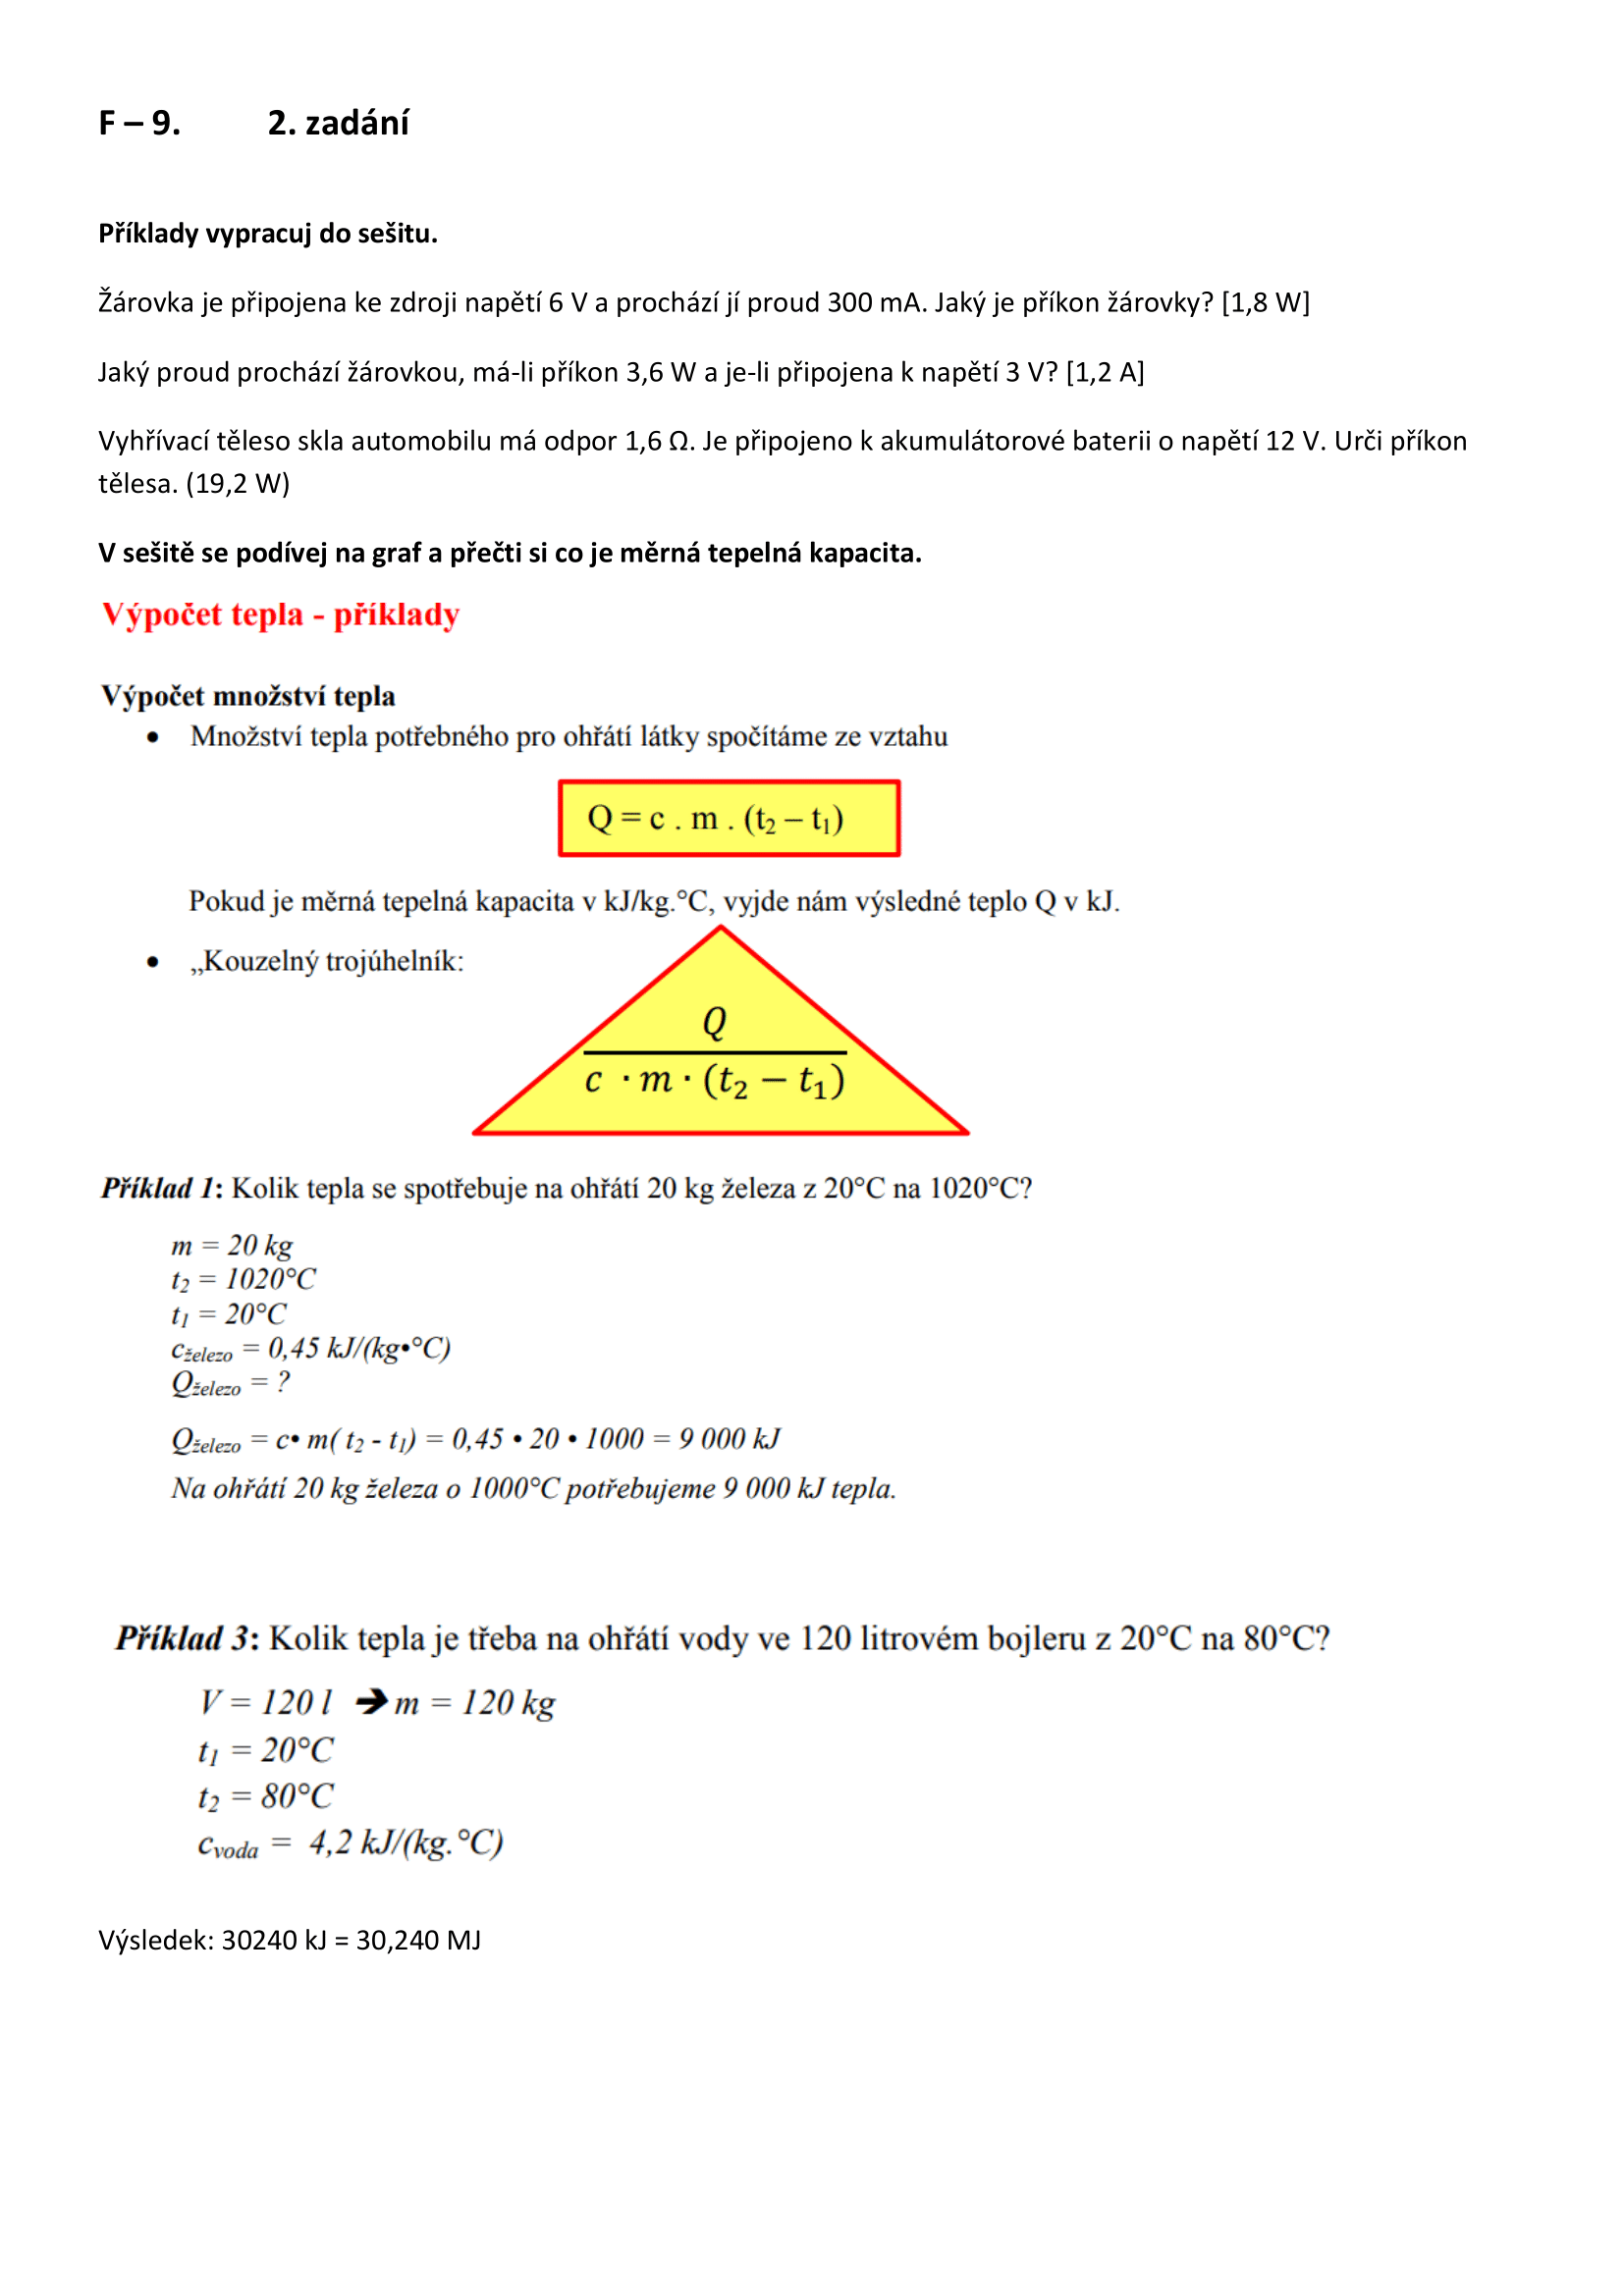 F – 9. 2. zadání
Příklady vypracuj do sešitu.
Žárovka je připojena ke zdroji napětí 6 V a prochází jí proud 300 mA. Jaký je příkon žárovky? [1,8 W]
Jaký proud prochází žárovkou, má-li příkon 3,6 W a je-li připojena k napětí 3 V? [1,2 A]
Vyhřívací těleso skla automobilu má odpor 1,6 Ω. Je připojeno k akumulátorové baterii o napětí 12 V. Urči příkon
tělesa. (19,2 W)
V sešitě se podívej na graf a přečti si co je měrná tepelná kapacita.
Výpočet tepla - příklady
Výpočet množství tepla
• Množství tepla potřebného pro ohřátí látky spočítáme ze vztahu
Q = c . m . (t₂ – t₁)
Pokud je měrná tepelná kapacita v kJ/kg.°C, vyjde nám výsledné teplo Q v kJ.
• „Kouzelný trojúhelník:
Q
c · m · (t₂ − t₁)
Příklad 1: Kolik tepla se spotřebuje na ohřátí 20 kg železa z 20°C na 1020°C?
m = 20 kg
t₂ = 1020°C
t₁ = 20°C
cželezo = 0,45 kJ/(kg•°C)
Qželezo = ?
Qželezo = c• m( t₂ - t₁) = 0,45 • 20 • 1000 = 9 000 kJ
Na ohřátí 20 kg železa o 1000°C potřebujeme 9 000 kJ tepla.
Příklad 3: Kolik tepla je třeba na ohřátí vody ve 120 litrovém bojleru z 20°C na 80°C?
V = 120 l ➔ m = 120 kg
t₁ = 20°C
t₂ = 80°C
cvoda = 4,2 kJ/(kg.°C)
Výsledek: 30240 kJ = 30,240 MJ